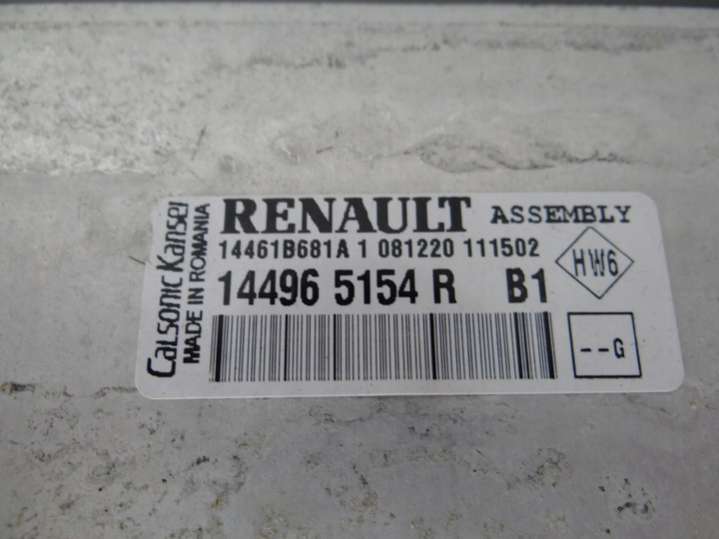 Calsonic Kansei
MADE IN ROMANIA
RENAULT ASSEMBLY
14461B681A 1 081220 111502
HW6
14496 5154 R B1
--G